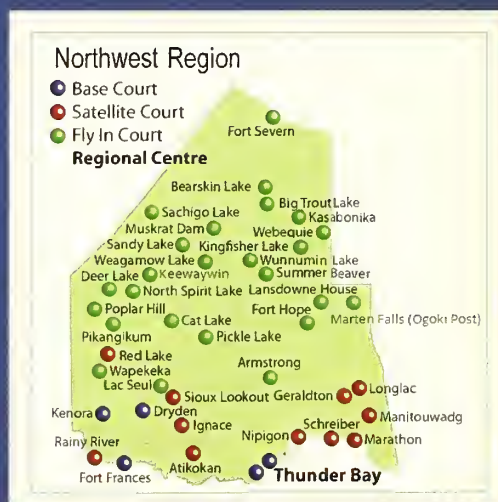 Northwest Region
Base Court
Satellite Court
Fly In Court
Regional Centre
Fort Severn
Bearskin Lake
Big Trout Lake
Sachigo Lake
Kasabonika
Muskrat Dam
Webequie
Sandy Lake
Kingfisher Lake
Weagamow Lake
Wunnumin Lake
Deer Lake
Keewaywin
Summer Beaver
North Spirit Lake
Lansdowne House
Poplar Hill
Cat Lake
Fort Hope
Marten Falls (Ogoki Post)
Pikangikum
Pickle Lake
Red Lake
Armstrong
Wapekeka
Lac Seul
Longlac
Sioux Lookout
Geraldton
Kenora
Dryden
Manitouwadg
Ignace
Schreiber
Rainy River
Nipigon
Marathon
Atikokan
Fort Frances
Thunder Bay